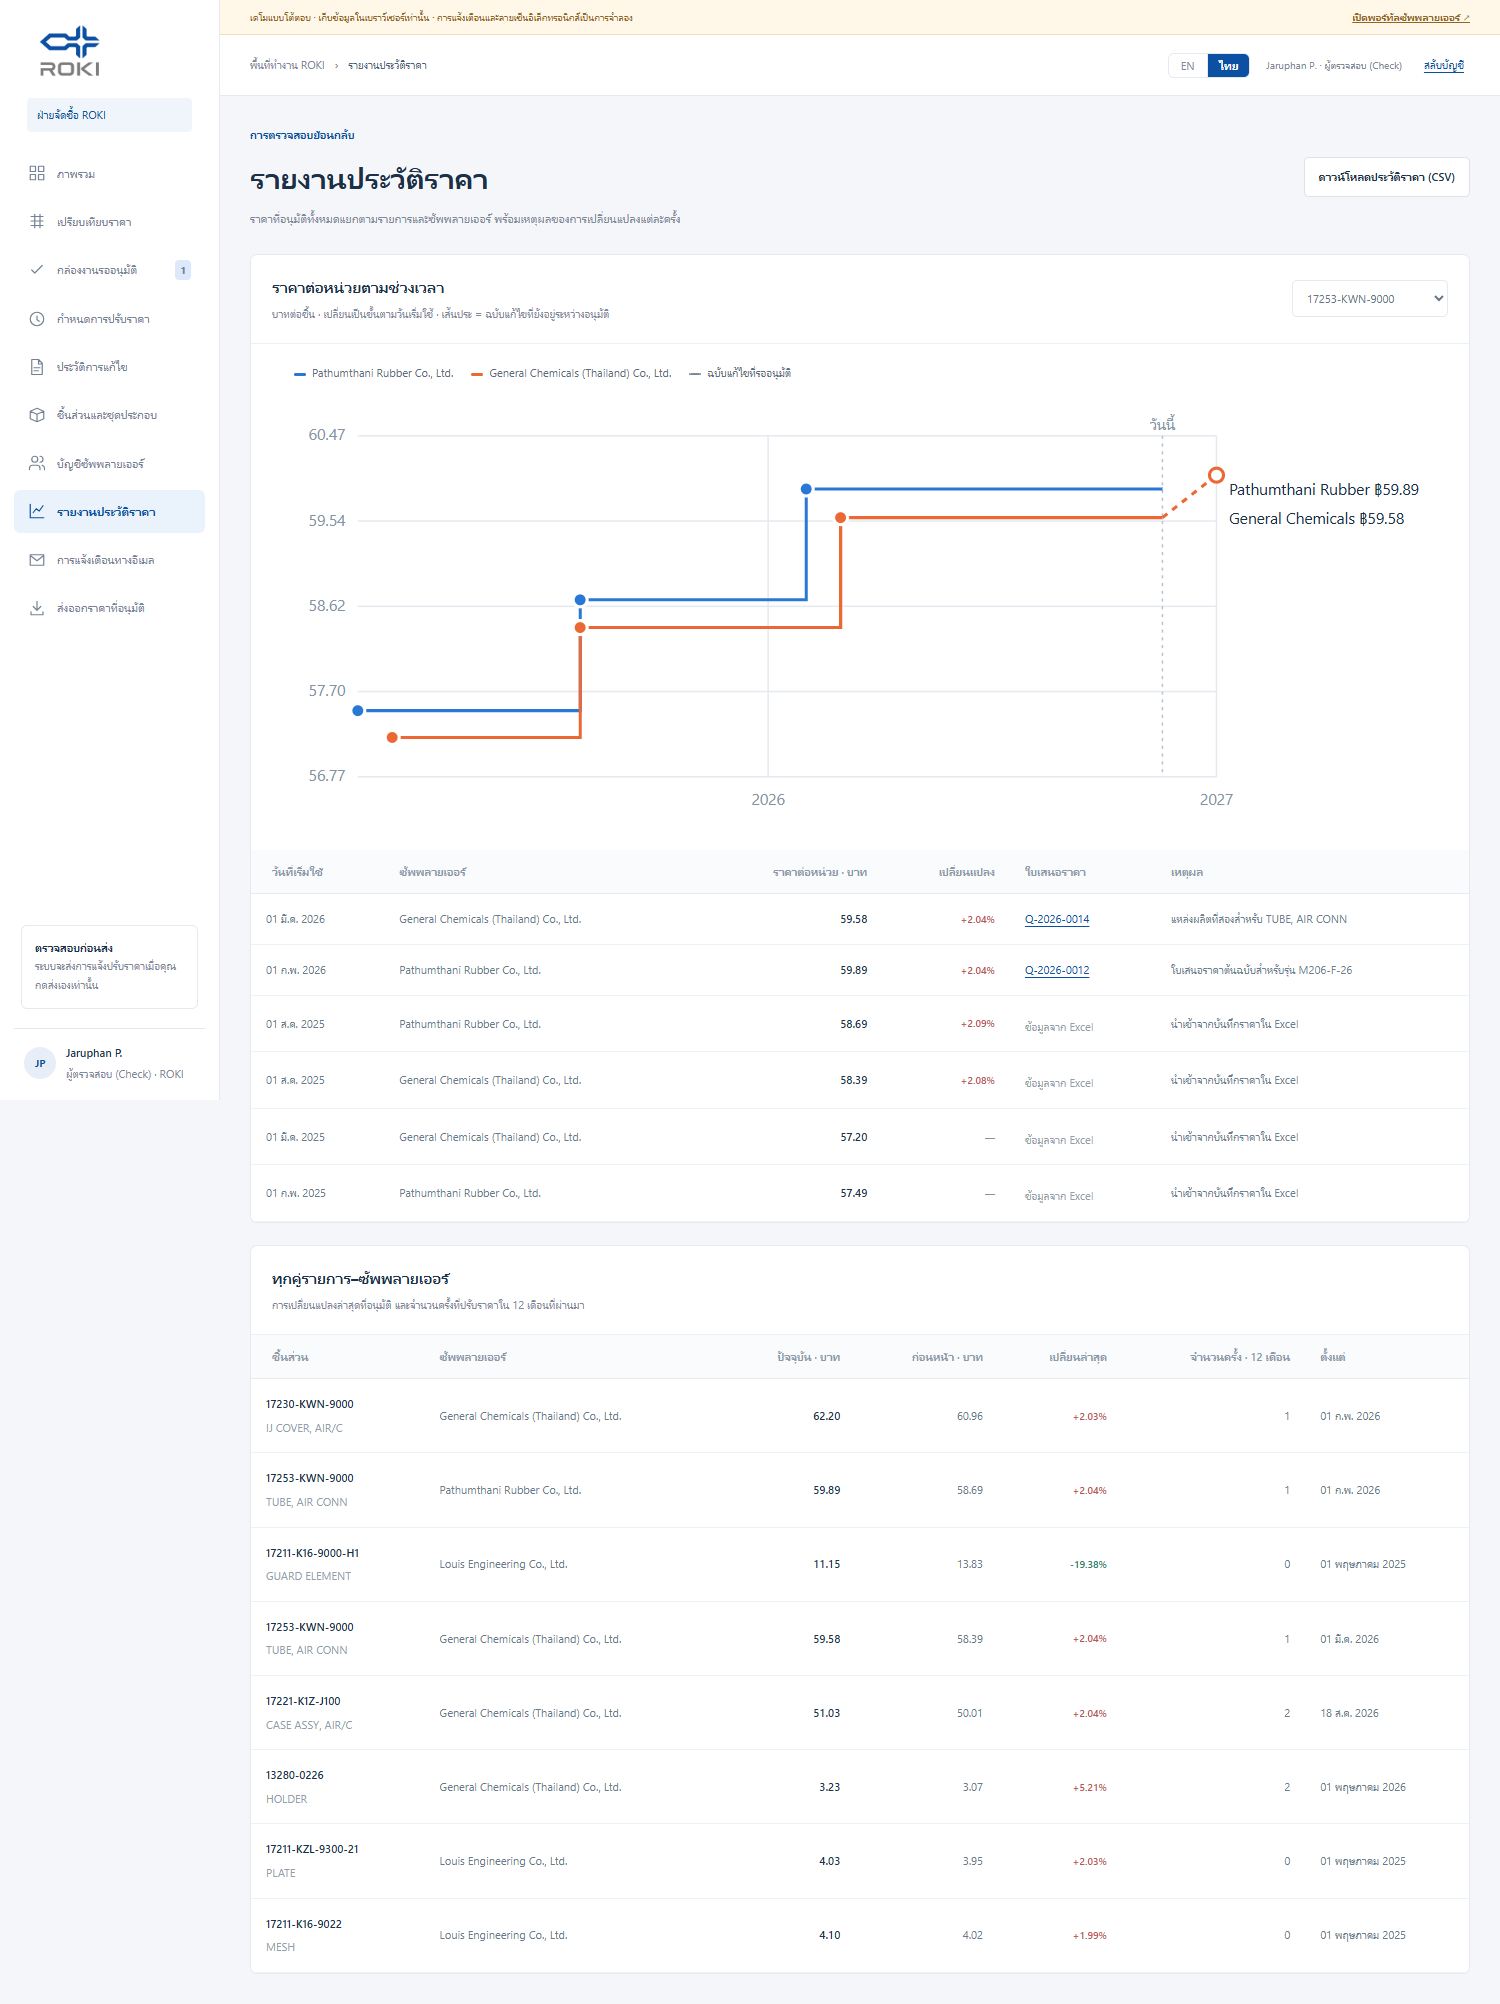 เดโมแบบโต้ตอบ · เก็บข้อมูลในเบราว์เซอร์เท่านั้น · การแจ้งเตือนและลายเซ็นอิเล็กทรอนิกส์เป็นการจำลอง
เปิดพอร์ทัลซัพพลายเออร์ ↗
ROKI
พื้นที่ทำงาน ROKI › รายงานประวัติราคา
EN ไทย Jaruphan P. · ผู้ตรวจสอบ (Check) สลับบัญชี
ฝ่ายจัดซื้อ ROKI
ภาพรวม
เปรียบเทียบราคา
กล่องงานรออนุมัติ 1
กำหนดการปรับราคา
ประวัติการแก้ไข
ชิ้นส่วนและชุดประกอบ
บัญชีซัพพลายเออร์
รายงานประวัติราคา
การแจ้งเตือนทางอีเมล
ส่งออกราคาที่อนุมัติ
ตรวจสอบก่อนส่ง
ระบบจะส่งการแจ้งปรับราคาเมื่อคุณ
กดส่งเองเท่านั้น
JP Jaruphan P.
ผู้ตรวจสอบ (Check) · ROKI
การตรวจสอบย้อนกลับ
รายงานประวัติราคา
ดาวน์โหลดประวัติราคา (CSV)
ราคาที่อนุมัติทั้งหมดแยกตามรายการและซัพพลายเออร์ พร้อมเหตุผลของการเปลี่ยนแปลงแต่ละครั้ง
ราคาต่อหน่วยตามช่วงเวลา
17253-KWN-9000
บาทต่อชิ้น · เปลี่ยนเป็นขั้นตามวันเริ่มใช้ · เส้นประ = ฉบับแก้ไขที่ยังอยู่ระหว่างอนุมัติ
Pathumthani Rubber Co., Ltd. General Chemicals (Thailand) Co., Ltd. ฉบับแก้ไขที่รออนุมัติ
วันนี้
60.47
Pathumthani Rubber ฿59.89
General Chemicals ฿59.58
59.54
58.62
57.70
56.77
2026 2027
วันที่เริ่มใช้ ซัพพลายเออร์ ราคาต่อหน่วย · บาท เปลี่ยนแปลง ใบเสนอราคา เหตุผล
01 มี.ค. 2026 General Chemicals (Thailand) Co., Ltd. 59.58 +2.04% Q-2026-0014 แหล่งผลิตที่สองสำหรับ TUBE, AIR CONN
01 ก.พ. 2026 Pathumthani Rubber Co., Ltd. 59.89 +2.04% Q-2026-0012 ใบเสนอราคาต้นฉบับสำหรับรุ่น M206-F-26
01 ส.ค. 2025 Pathumthani Rubber Co., Ltd. 58.69 +2.09% ข้อมูลจาก Excel นำเข้าจากบันทึกราคาใน Excel
01 ส.ค. 2025 General Chemicals (Thailand) Co., Ltd. 58.39 +2.08% ข้อมูลจาก Excel นำเข้าจากบันทึกราคาใน Excel
01 มี.ค. 2025 General Chemicals (Thailand) Co., Ltd. 57.20 — ข้อมูลจาก Excel นำเข้าจากบันทึกราคาใน Excel
01 ก.พ. 2025 Pathumthani Rubber Co., Ltd. 57.49 — ข้อมูลจาก Excel นำเข้าจากบันทึกราคาใน Excel
ทุกคู่รายการ–ซัพพลายเออร์
การเปลี่ยนแปลงล่าสุดที่อนุมัติ และจำนวนครั้งที่ปรับราคาใน 12 เดือนที่ผ่านมา
ชิ้นส่วน ซัพพลายเออร์ ปัจจุบัน · บาท ก่อนหน้า · บาท เปลี่ยนล่าสุด จำนวนครั้ง · 12 เดือน ตั้งแต่
17230-KWN-9000
IJ COVER, AIR/C
General Chemicals (Thailand) Co., Ltd. 62.20 60.96 +2.03% 1 01 ก.พ. 2026
17253-KWN-9000
TUBE, AIR CONN
Pathumthani Rubber Co., Ltd. 59.89 58.69 +2.04% 1 01 ก.พ. 2026
17211-K16-9000-H1
GUARD ELEMENT
Louis Engineering Co., Ltd. 11.15 13.83 -19.38% 0 01 พฤษภาคม 2025
17253-KWN-9000
TUBE, AIR CONN
General Chemicals (Thailand) Co., Ltd. 59.58 58.39 +2.04% 1 01 มี.ค. 2026
17221-K1Z-J100
CASE ASSY, AIR/C
General Chemicals (Thailand) Co., Ltd. 51.03 50.01 +2.04% 2 18 ส.ค. 2026
13280-0226
HOLDER
General Chemicals (Thailand) Co., Ltd. 3.23 3.07 +5.21% 2 01 พฤษภาคม 2026
17211-KZL-9300-21
PLATE
Louis Engineering Co., Ltd. 4.03 3.95 +2.03% 0 01 พฤษภาคม 2025
17211-K16-9022
MESH
Louis Engineering Co., Ltd. 4.10 4.02 +1.99% 0 01 พฤษภาคม 2025